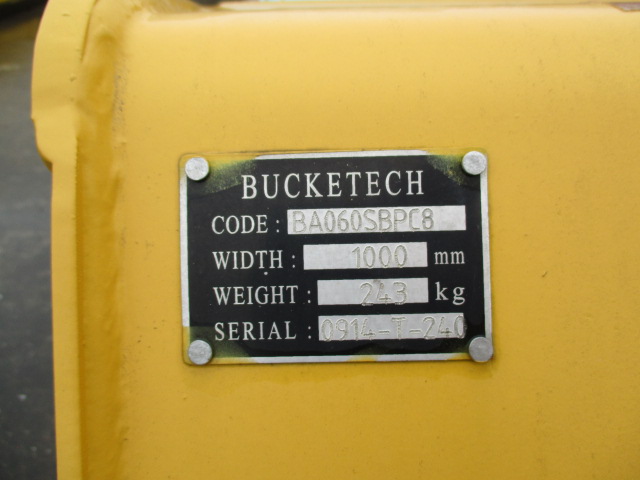 BUCKETECH
CODE : BA060SBPC8
WIDTH : 1000 mm
WEIGHT : 243 kg
SERIAL : 0914-T-240